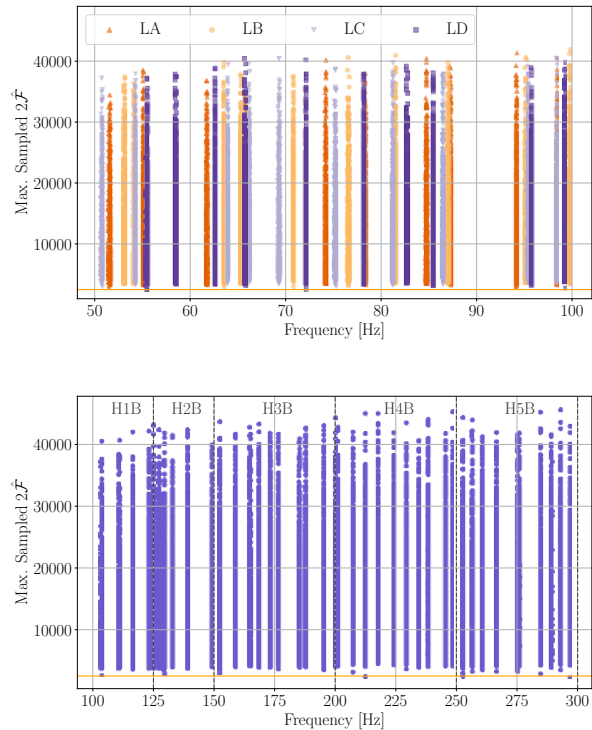 LA LB LC LD
Max. Sampled 2F̂
40000
30000
20000
10000
50 60 70 80 90 100
Frequency [Hz]
H1B H2B H3B H4B H5B
Max. Sampled 2F̂
40000
30000
20000
10000
100 125 150 175 200 225 250 275 300
Frequency [Hz]